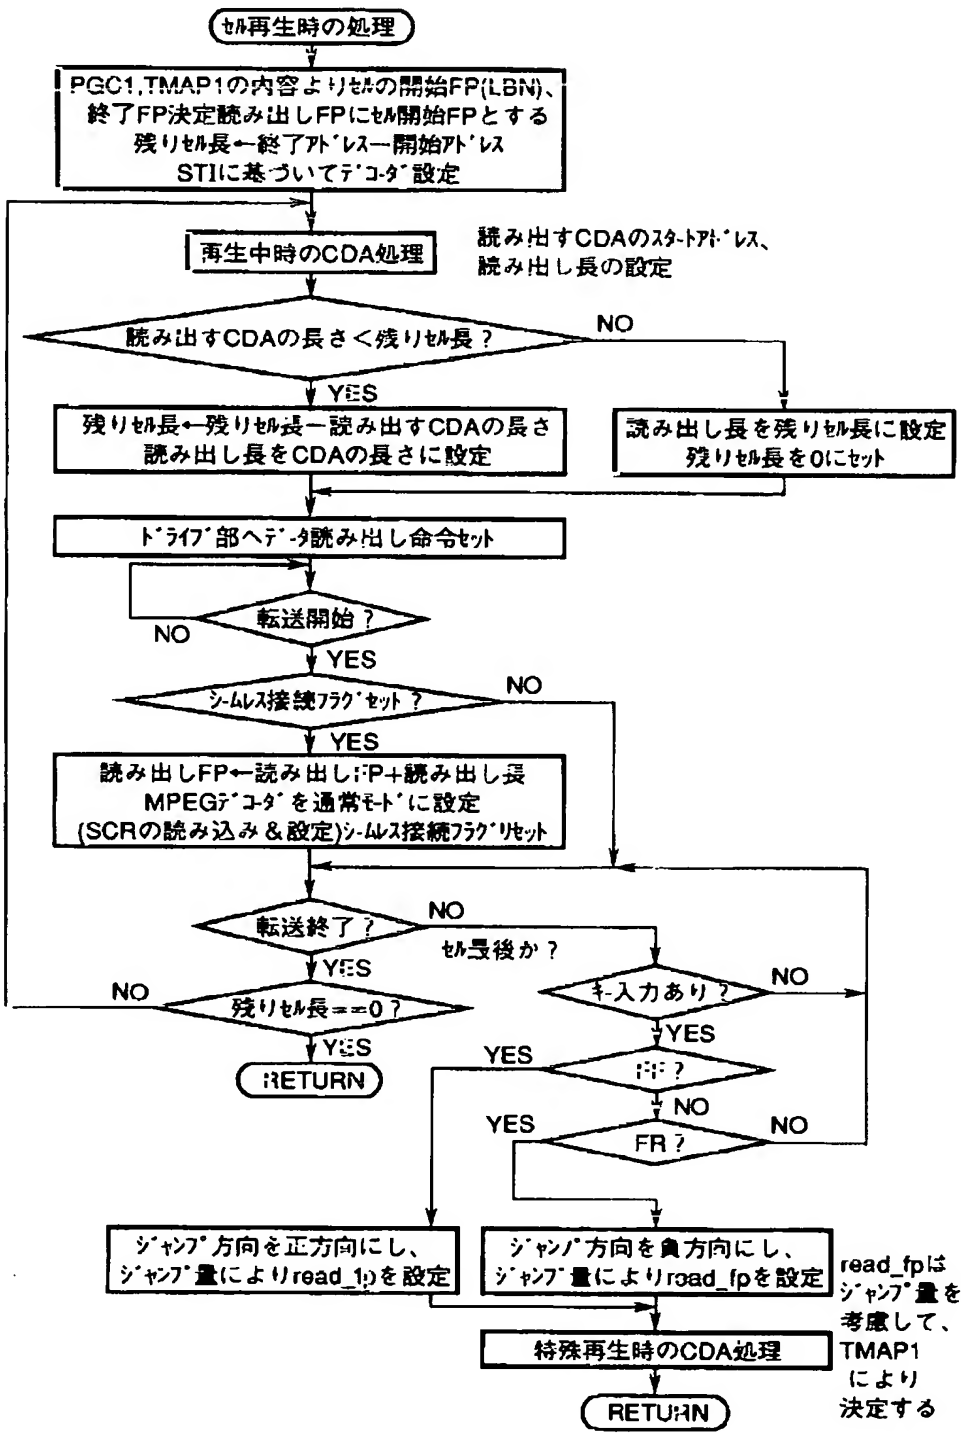 ｾﾙ再生時の処理
PGC1,TMAP1の内容よりｾﾙの開始FP(LBN)、
終了FP決定読み出しFPにｾﾙ開始FPとする
残りｾﾙ長←終了ｱﾄﾞﾚｽー開始ｱﾄﾞﾚｽ
STIに基づいてﾃﾞｺｰﾀﾞ設定
再生中時のCDA処理
読み出すCDAのｽﾀｰﾄｱﾄﾞﾚｽ、
読み出し長の設定
読み出すCDAの長さ＜残りｾﾙ長？
NO
YES
残りｾﾙ長←残りｾﾙ長ー読み出すCDAの長さ
読み出し長をCDAの長さに設定
読み出し長を残りｾﾙ長に設定
残りｾﾙ長を0にｾｯﾄ
ﾄﾞﾗｲﾌﾞ部へﾃﾞｰﾀ読み出し命令ｾｯﾄ
転送開始？
NO
YES
ｼｰﾑﾚｽ接続ﾌﾗｸﾞｾｯﾄ？
NO
YES
読み出しFP←読み出しFP+読み出し長
MPEGﾃﾞｺｰﾀﾞを通常ﾓｰﾄﾞに設定
(SCRの読み込み＆設定)ｼｰﾑﾚｽ接続ﾌﾗｸﾞﾘｾｯﾄ
転送終了？
NO
YES
ｾﾙ最後か？
残りｾﾙ長==0？
NO
YES
RETURN
ｷｰ入力あり？
NO
YES
FF？
YES
NO
FR？
YES
NO
ｼﾞｬﾝﾌﾟ方向を正方向にし、
ｼﾞｬﾝﾌﾟ量によりread_fpを設定
ｼﾞｬﾝﾌﾟ方向を負方向にし、
ｼﾞｬﾝﾌﾟ量によりread_fpを設定
read_fpは
ｼﾞｬﾝﾌﾟ量を
考慮して、
TMAP1
により
決定する
特殊再生時のCDA処理
RETURN